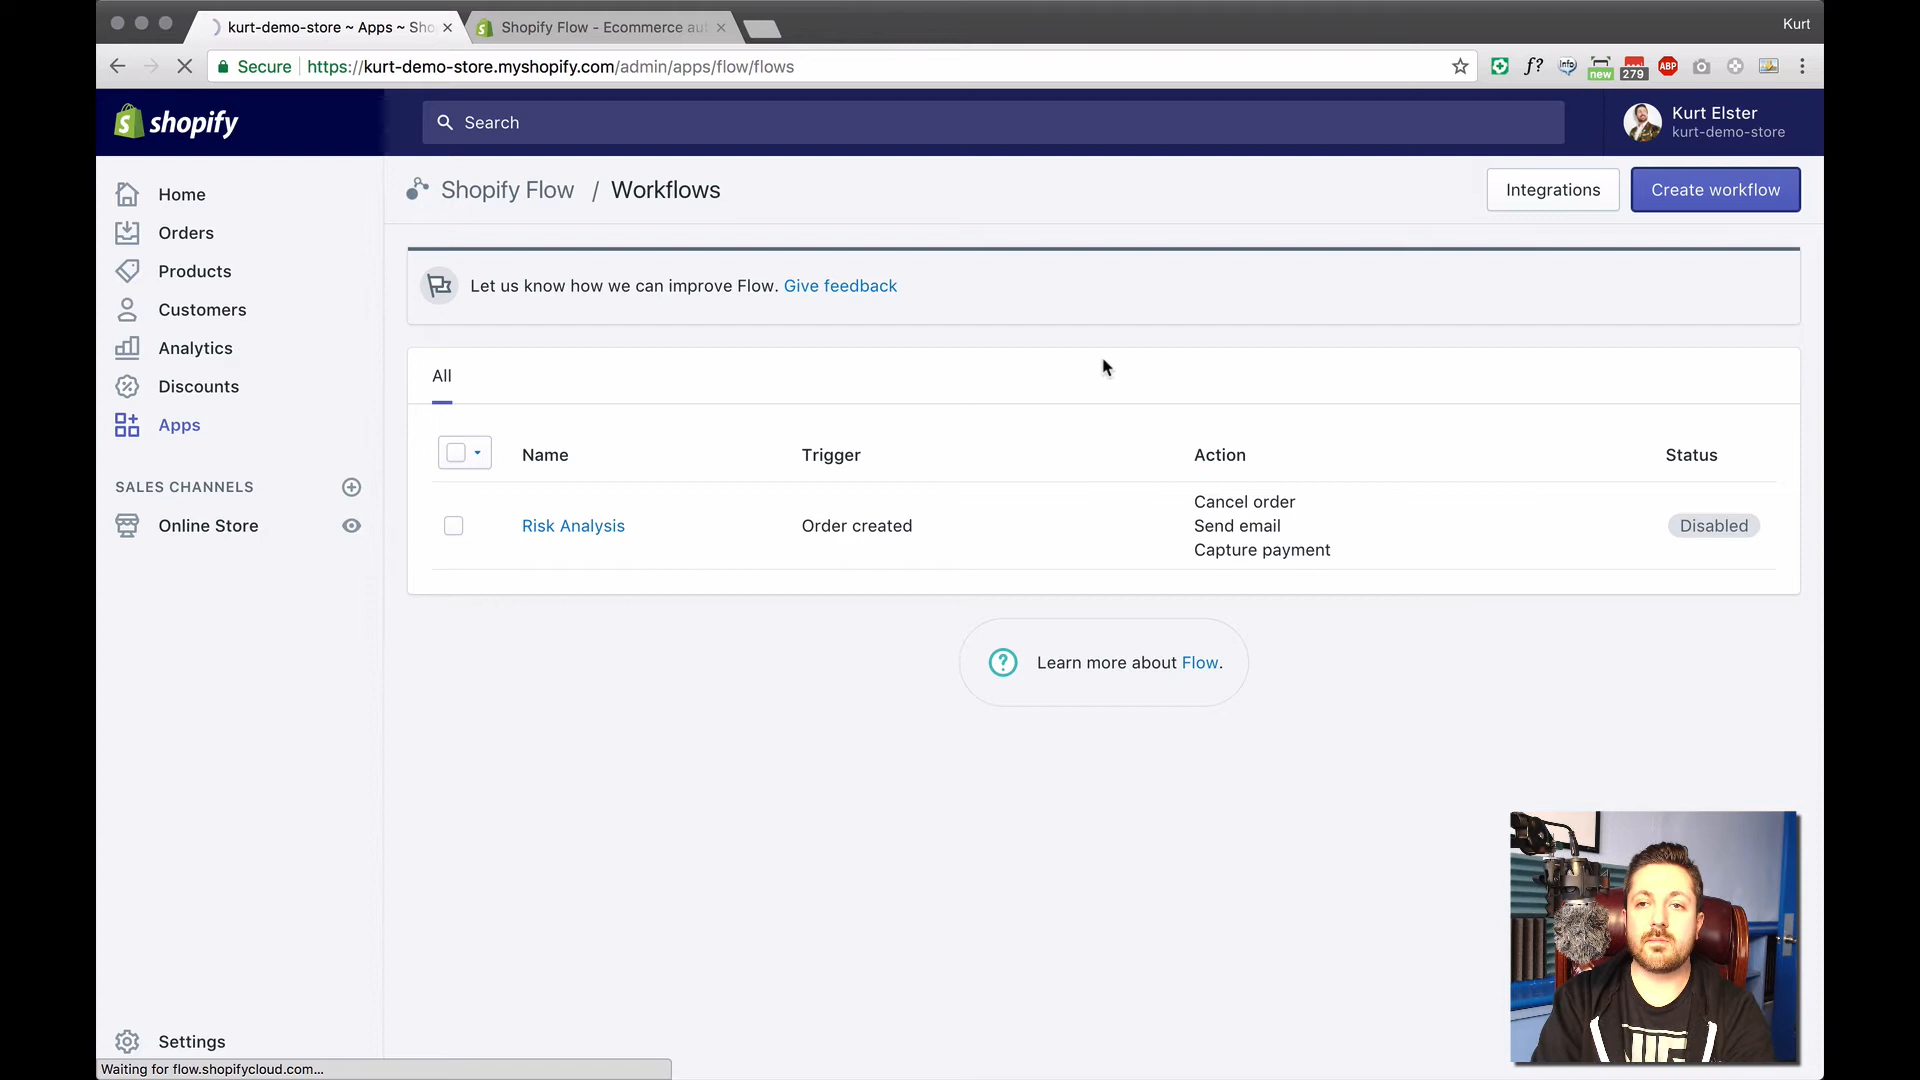 kurt-demo-store ~ Apps ~ Sho
Shopify Flow - Ecommerce aut
Kurt
Secure
https://kurt-demo-store.myshopify.com/admin/apps/flow/flows
f?
info
new
279
ABP
shopify
Search
Kurt Elster
kurt-demo-store
Home
Orders
Products
Customers
Analytics
Discounts
Apps
SALES CHANNELS
Online Store
Settings
Shopify Flow / Workflows
Integrations
Create workflow
Let us know how we can improve Flow. Give feedback
All
Name
Trigger
Action
Status
Risk Analysis
Order created
Cancel order
Send email
Capture payment
Disabled
Learn more about Flow.
Waiting for flow.shopifycloud.com...